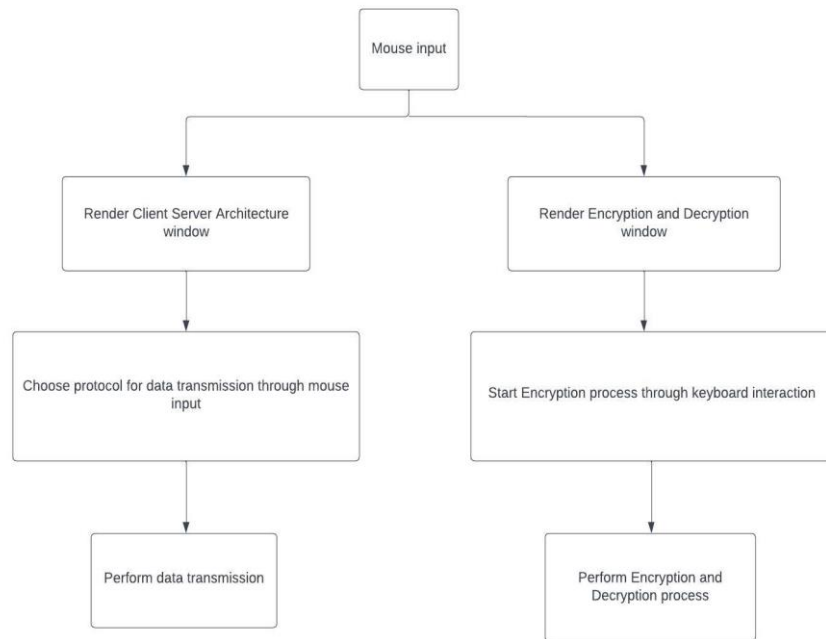 Mouse input
Render Client Server Architecture
window
Render Encryption and Decryption
window
Choose protocol for data transmission through mouse
input
Start Encryption process through keyboard interaction
Perform data transmission
Perform Encryption and
Decryption process